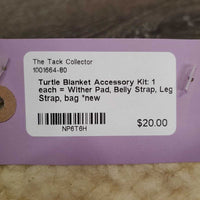 The Tack Collector
1001664-80
Turtle Blanket Accessory Kit: 1
each = Wither Pad, Belly Strap, Leg
Strap, bag *new
NP6T6H
$20.00